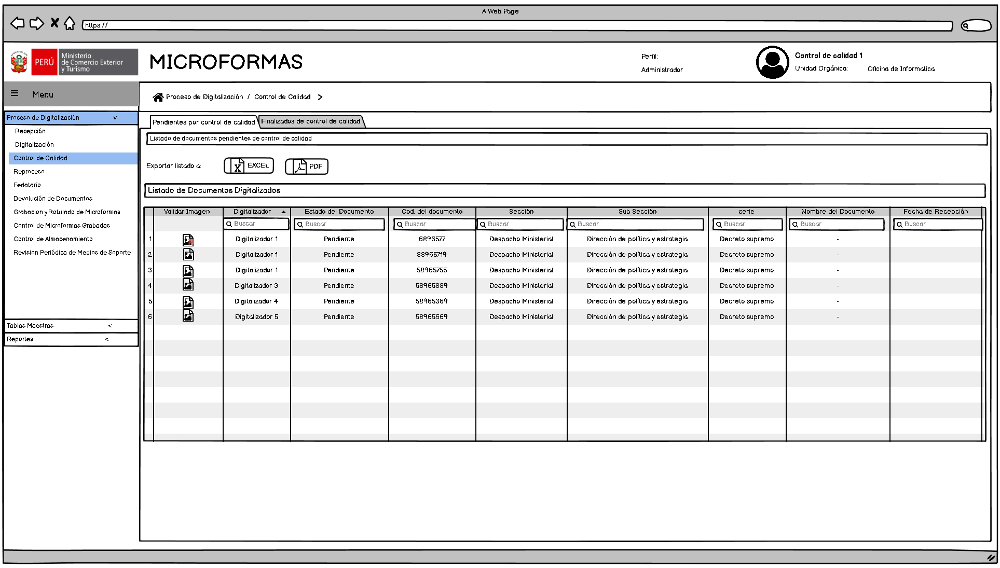 A Web Page
https://
PERÚ
Ministerio
de Comercio Exterior
y Turismo
MICROFORMAS
Perfil:
Administrador
Control de calidad 1
Unidad Orgánica: Oficina de Informatica
Menu
Proceso de Digitalización / Control de Calidad >
Proceso de Digitalización v
Recepción
Digitalización
Control de Calidad
Reproceso
Fedatario
Devolución de Documentos
Grabacion y Rotulado de Microformas
Control de Microformas Grabadas
Control de Almacenamiento
Revision Periódica de Medios de Soporte
Tablas Maestras <
Reportes <
Pendientes por control de calidad Finalizados de control de calidad
Listado de documentos pendientes de control de calidad
Exportar listado a: EXCEL PDF
Listado de Documentos Digitalizados
Validar Imagen Digitalizador Estado del Documento Cod. del documento Sección Sub Sección serie Nombre del Documento Fecha de Recepción
Buscar Buscar Buscar Buscar Buscar Buscar Buscar Buscar
1 Digitalizador 1 Pendiente 6896577 Despacho Ministerial Dirección de política y estrategia Decreto supremo -
2 Digitalizador 1 Pendiente 88965719 Despacho Ministerial Dirección de política y estrategia Decreto supremo -
3 Digitalizador 1 Pendiente 58965755 Despacho Ministerial Dirección de política y estrategia Decreto supremo -
4 Digitalizador 3 Pendiente 58965889 Despacho Ministerial Dirección de política y estrategia Decreto supremo -
5 Digitalizador 4 Pendiente 58965369 Despacho Ministerial Dirección de política y estrategia Decreto supremo -
6 Digitalizador 5 Pendiente 58965669 Despacho Ministerial Dirección de política y estrategia Decreto supremo -